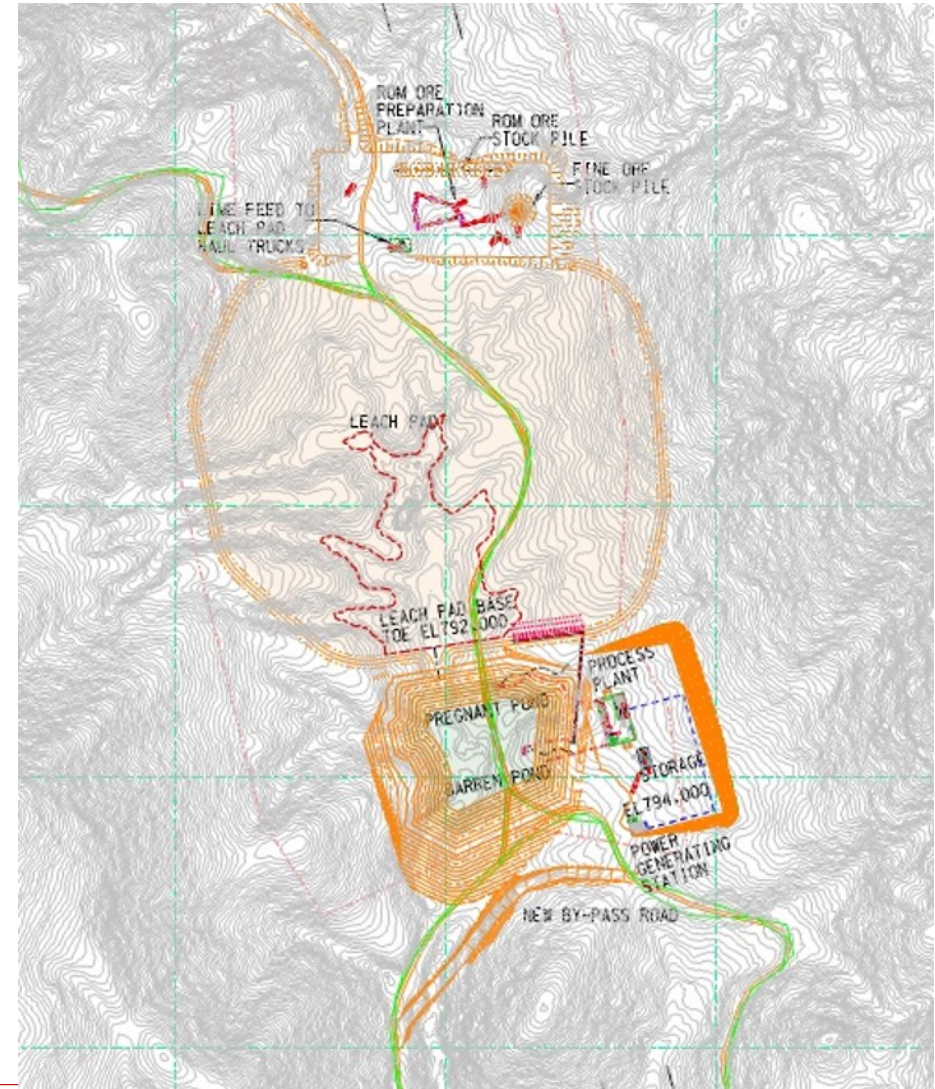 ROM ORE
PREPARATION
PLANT
ROM ORE
STOCK PILE
FINE ORE
STOCK PILE
LIME FEED TO
LEACH PAD
HAUL TRUCKS
LEACH PAD
LEACH PAD BASE
TOE EL792.000
PROCESS
PLANT
PREGNANT POND
BARREN POND
STORAGE
EL794.000
POWER
GENERATING
STATION
NEW BY-PASS ROAD